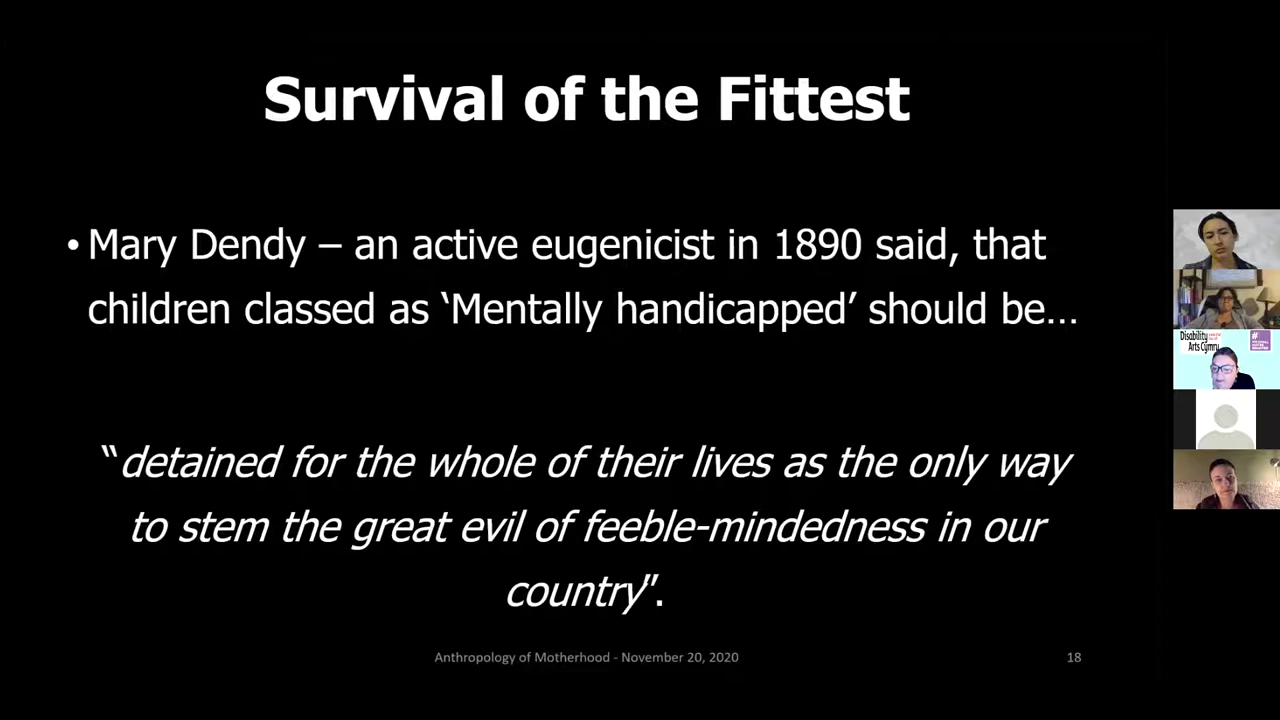 Survival of the Fittest
• Mary Dendy – an active eugenicist in 1890 said, that
children classed as ‘Mentally handicapped’ should be…
“detained for the whole of their lives as the only way
to stem the great evil of feeble-mindedness in our
country”.
Anthropology of Motherhood - November 20, 2020
18
Disability
Arts Cymru